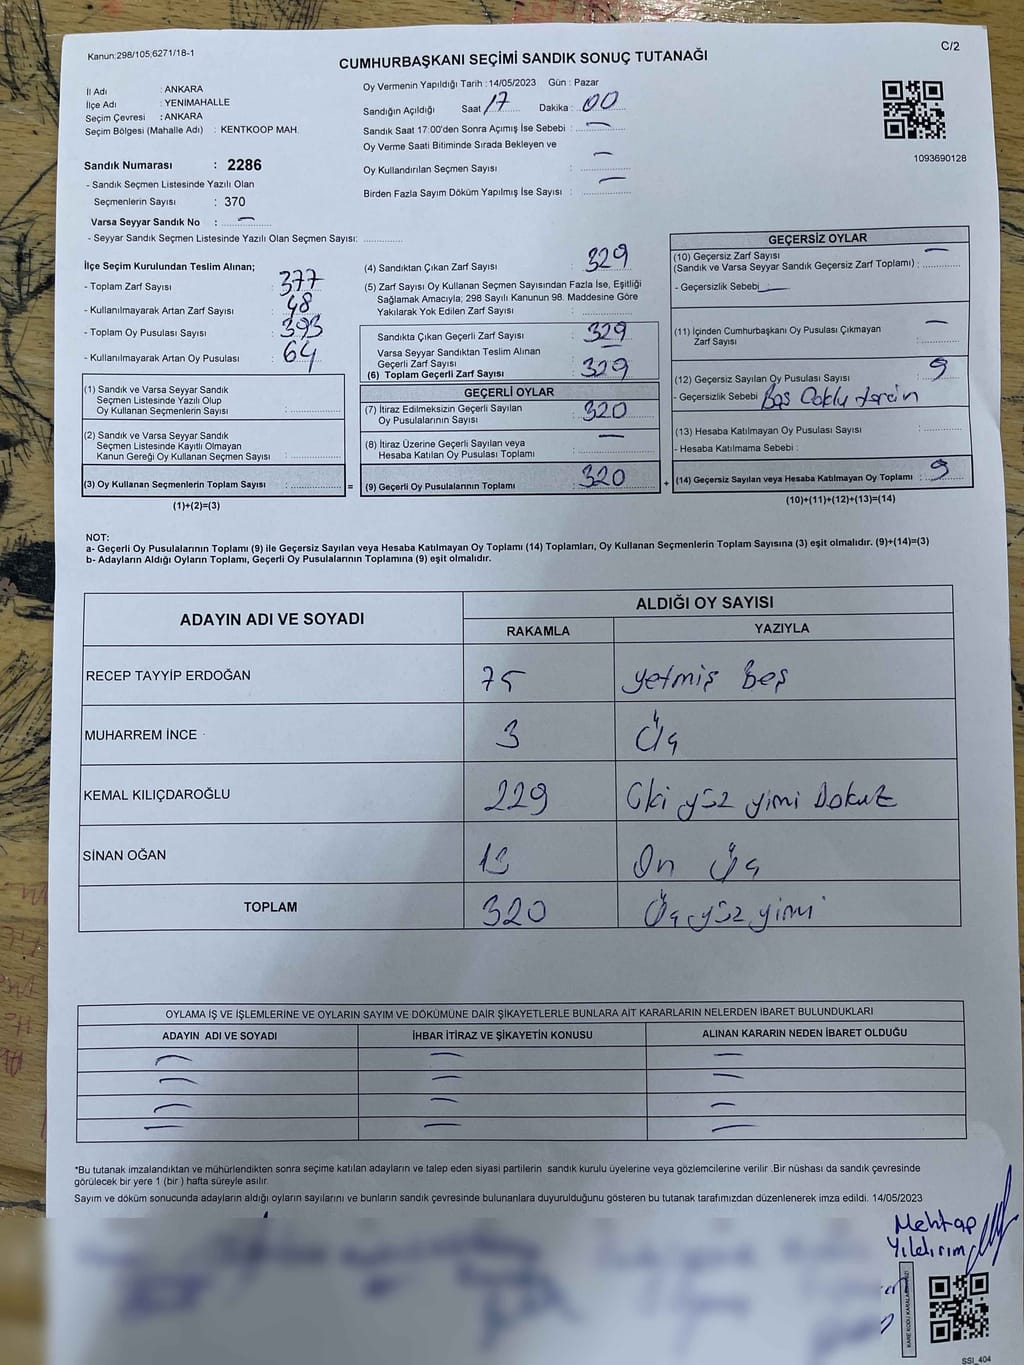 Kanun:298/105;6271/18-1
C/2
CUMHURBAŞKANI SEÇİMİ SANDIK SONUÇ TUTANAĞI
İl Adı : ANKARA
İlçe Adı : YENİMAHALLE
Seçim Çevresi : ANKARA
Seçim Bölgesi (Mahalle Adı) : KENTKOOP MAH.
Sandık Numarası : 2286
- Sandık Seçmen Listesinde Yazılı Olan
Seçmenlerin Sayısı : 370
Varsa Seyyar Sandık No : —
- Seyyar Sandık Seçmen Listesinde Yazılı Olan Seçmen Sayısı: ............
Oy Vermenin Yapıldığı Tarih : 14/05/2023 Gün : Pazar
Sandığın Açıldığı Saat 17 Dakika : 00
Sandık Saat 17:00'den Sonra Açımış İse Sebebi : —
Oy Verme Saati Bitiminde Sırada Bekleyen ve
Oy Kullandırılan Seçmen Sayısı : —
Birden Fazla Sayım Döküm Yapılmış İse Sayısı : —
1093690128
İlçe Seçim Kurulundan Teslim Alınan;
- Toplam Zarf Sayısı : 377
- Kullanılmayarak Artan Zarf Sayısı : 48
- Toplam Oy Pusulası Sayısı : 393
- Kullanılmayarak Artan Oy Pusulası : 64
(1) Sandık ve Varsa Seyyar Sandık
Seçmen Listesinde Yazılı Olup
Oy Kullanan Seçmenlerin Sayısı : ............
(2) Sandık ve Varsa Seyyar Sandık
Seçmen Listesinde Kayıtlı Olmayan
Kanun Gereği Oy Kullanan Seçmen Sayısı : ............
(3) Oy Kullanan Seçmenlerin Toplam Sayısı : ............ =
(1)+(2)=(3)
(4) Sandıktan Çıkan Zarf Sayısı : 329
(5) Zarf Sayısı Oy Kullanan Seçmen Sayısından Fazla İse, Eşitliği
Sağlamak Amacıyla; 298 Sayılı Kanunun 98. Maddesine Göre
Yakılarak Yok Edilen Zarf Sayısı : ............
Sandıkta Çıkan Geçerli Zarf Sayısı : 329
Varsa Seyyar Sandıktan Teslim Alınan
Geçerli Zarf Sayısı : —
(6) Toplam Geçerli Zarf Sayısı : 329
GEÇERLİ OYLAR
(7) İtiraz Edilmeksizin Geçerli Sayılan
Oy Pusulalarının Sayısı : 320
(8) İtiraz Üzerine Geçerli Sayılan veya
Hesaba Katılan Oy Pusulası Toplamı : —
(9) Geçerli Oy Pusulalarının Toplamı : 320 +
GEÇERSİZ OYLAR
(10) Geçersiz Zarf Sayısı
(Sandık ve Varsa Seyyar Sandık Geçersiz Zarf Toplamı) : —
- Geçersizlik Sebebi —
(11) İçinden Cumhurbaşkanı Oy Pusulası Çıkmayan
Zarf Sayısı : —
(12) Geçersiz Sayılan Oy Pusulası Sayısı : 9
- Geçersizlik Sebebi Boş
(13) Hesaba Katılmayan Oy Pusulası Sayısı : ............
- Hesaba Katılmama Sebebi :
(14) Geçersiz Sayılan veya Hesaba Katılmayan Oy Toplamı : 9
(10)+(11)+(12)+(13)=(14)
NOT:
a- Geçerli Oy Pusulalarının Toplamı (9) ile Geçersiz Sayılan veya Hesaba Katılmayan Oy Toplamı (14) Toplamları, Oy Kullanan Seçmenlerin Toplam Sayısına (3) eşit olmalıdır. (9)+(14)=(3)
b- Adayların Aldığı Oyların Toplamı, Geçerli Oy Pusulalarının Toplamına (9) eşit olmalıdır.
ADAYIN ADI VE SOYADI
ALDIĞI OY SAYISI
RAKAMLA YAZIYLA
RECEP TAYYİP ERDOĞAN 75 yetmiş beş
MUHARREM İNCE 3 Üç
KEMAL KILIÇDAROĞLU 229 iki yüz yimi Dokuz
SİNAN OĞAN 13 On Üç
TOPLAM 320 Üç yüz yimi
OYLAMA İŞ VE İŞLEMLERİNE VE OYLARIN SAYIM VE DÖKÜMÜNE DAİR ŞİKAYETLERLE BUNLARA AİT KARARLARIN NELERDEN İBARET BULUNDUKLARI
ADAYIN ADI VE SOYADI İHBAR İTİRAZ VE ŞİKAYETİN KONUSU ALINAN KARARIN NEDEN İBARET OLDUĞU
— — —
— — —
— — —
— — —
*Bu tutanak imzalandıktan ve mühürlendikten sonra seçime katılan adayların ve talep eden siyasi partilerin sandık kurulu üyelerine veya gözlemcilerine verilir .Bir nüshası da sandık çevresinde
görülecek bir yere 1 (bir ) hafta süreyle asılır.
Sayım ve döküm sonucunda adayların aldığı oyların sayılarını ve bunların sandık çevresinde bulunanlara duyurulduğunu gösteren bu tutanak tarafımızdan düzenlenerek imza edildi. 14/05/2023
Mehtap
Yıldırım
SSI_404